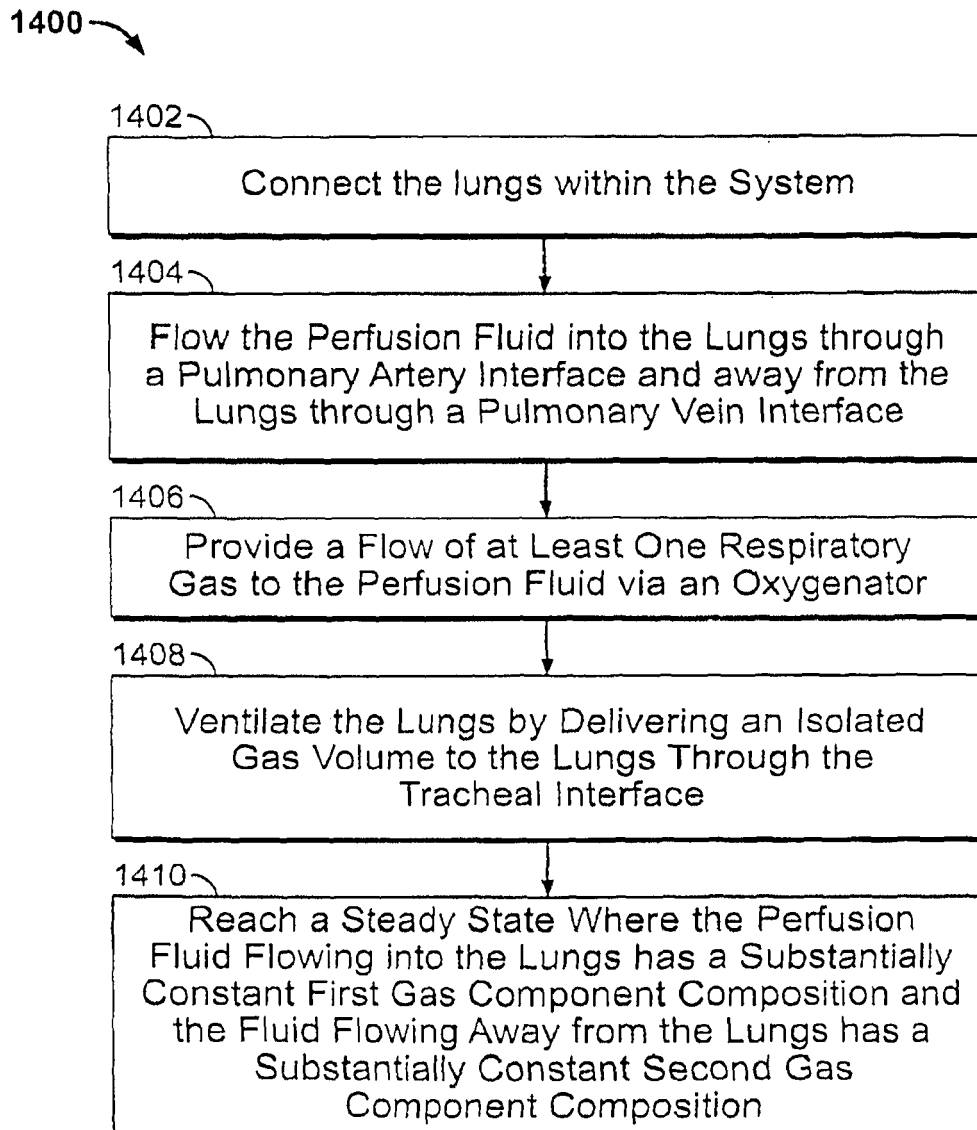 1400
1402
Connect the lungs within the System
1404
Flow the Perfusion Fluid into the Lungs through
a Pulmonary Artery Interface and away from the
Lungs through a Pulmonary Vein Interface
1406
Provide a Flow of at Least One Respiratory
Gas to the Perfusion Fluid via an Oxygenator
1408
Ventilate the Lungs by Delivering an Isolated
Gas Volume to the Lungs Through the
Tracheal Interface
1410
Reach a Steady State Where the Perfusion
Fluid Flowing into the Lungs has a Substantially
Constant First Gas Component Composition and
the Fluid Flowing Away from the Lungs has a
Substantially Constant Second Gas
Component Composition